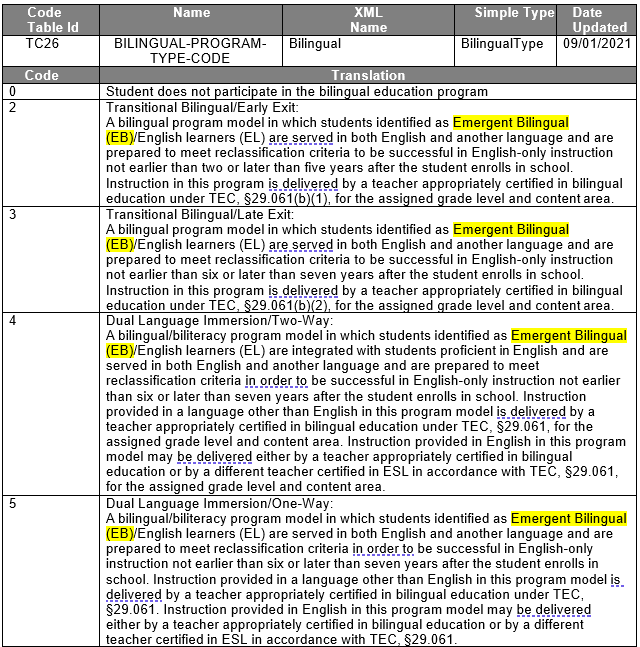 Code Table Id Name XML Name Simple Type Date Updated
TC26 BILINGUAL-PROGRAM-TYPE-CODE Bilingual BilingualType 09/01/2021
Code Translation
0 Student does not participate in the bilingual education program
2 Transitional Bilingual/Early Exit:
A bilingual program model in which students identified as Emergent Bilingual
(EB)/English learners (EL) are served in both English and another language and are
prepared to meet reclassification criteria to be successful in English-only instruction
not earlier than two or later than five years after the student enrolls in school.
Instruction in this program is delivered by a teacher appropriately certified in bilingual
education under TEC, §29.061(b)(1), for the assigned grade level and content area.
3 Transitional Bilingual/Late Exit:
A bilingual program model in which students identified as Emergent Bilingual
(EB)/English learners (EL) are served in both English and another language and are
prepared to meet reclassification criteria to be successful in English-only instruction
not earlier than six or later than seven years after the student enrolls in school.
Instruction in this program is delivered by a teacher appropriately certified in bilingual
education under TEC, §29.061(b)(2), for the assigned grade level and content area.
4 Dual Language Immersion/Two-Way:
A bilingual/biliteracy program model in which students identified as Emergent Bilingual
(EB)/English learners (EL) are integrated with students proficient in English and are
served in both English and another language and are prepared to meet
reclassification criteria in order to be successful in English-only instruction not earlier
than six or later than seven years after the student enrolls in school. Instruction
provided in a language other than English in this program model is delivered by a
teacher appropriately certified in bilingual education under TEC, §29.061, for the
assigned grade level and content area. Instruction provided in English in this program
model may be delivered either by a teacher appropriately certified in bilingual
education or by a different teacher certified in ESL in accordance with TEC, §29.061,
for the assigned grade level and content area.
5 Dual Language Immersion/One-Way:
A bilingual/biliteracy program model in which students identified as Emergent Bilingual
(EB)/English learners (EL) are served in both English and another language and are
prepared to meet reclassification criteria in order to be successful in English-only
instruction not earlier than six or later than seven years after the student enrolls in
school. Instruction provided in a language other than English in this program model is
delivered by a teacher appropriately certified in bilingual education under TEC,
§29.061. Instruction provided in English in this program model may be delivered
either by a teacher appropriately certified in bilingual education or by a different
teacher certified in ESL in accordance with TEC, §29.061.